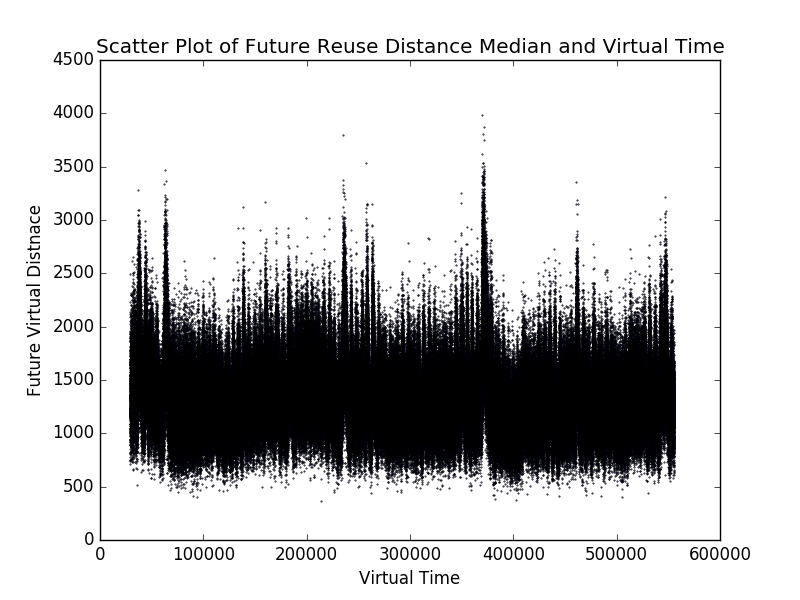 Scatter Plot of Future Reuse Distance Median and Virtual Time
4500
4000
3500
3000
2500
2000
1500
1000
500
0
Future Virtual Distnace
0 100000 200000 300000 400000 500000 600000
Virtual Time